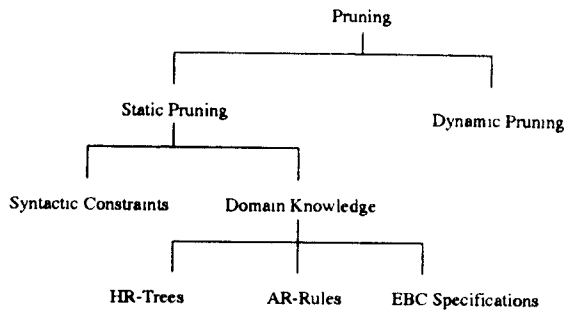 Pruning
Static Pruning
Dynamic Pruning
Syntactic Constraints
Domain Knowledge
HR-Trees
AR-Rules
EBC Specifications